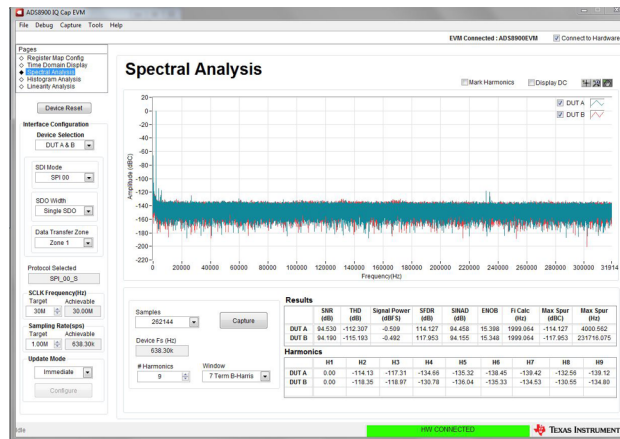 ADS8900 IQ Cap EVM
File Debug Capture Tools Help
EVM Connected : ADS8900EVM Connect to Hardware
Pages
Register Map Config
Time Domain Display
Spectral Analysis
Histogram Analysis
Linearity Analysis
Device Reset
Interface Configuration
Device Selection
DUT A & B
SDI Mode
SPI 00
SDO Width
Single SDO
Data Transfer Zone
Zone 1
Protocol Selected
SPI_00_S
SCLK Frequency(Hz)
Target Achievable
30M 30.00M
Sampling Rate(sps)
Target Achievable
1.00M 638.30k
Update Mode
Immediate
Configure
Spectral Analysis
Mark Harmonics Display DC
DUT A
DUT B
Amplitude (dBC)
20
0
-20
-40
-60
-80
-100
-120
-140
-160
-180
-200
-220
0 20000 40000 60000 80000 100000 120000 140000 160000 180000 200000 220000 240000 260000 280000 300000 31914
Frequency(Hz)
Samples
262144
Capture
Device Fs (Hz)
638.30k
# Harmonics Window
9 7 Term B-Harris
Results
SNR (dB) THD (dB) Signal Power (dBFS) SFDR (dB) SINAD (dB) ENOB Fi Calc (Hz) Max Spur (dBC) Max Spur (Hz)
DUT A 94.530 -112.307 -0.509 114.127 94.458 15.398 1999.064 -114.127 4000.562
DUT B 94.190 -115.193 -0.492 117.953 94.155 15.348 1999.064 -117.953 231716.075
Harmonics
H1 H2 H3 H4 H5 H6 H7 H8 H9
DUT A 0.00 -114.13 -117.31 -134.66 -135.32 -138.45 -139.42 -132.56 -139.12
DUT B 0.00 -118.35 -118.97 -130.78 -136.04 -135.33 -134.53 -130.55 -134.80
Idle HW CONNECTED TEXAS INSTRUMENT